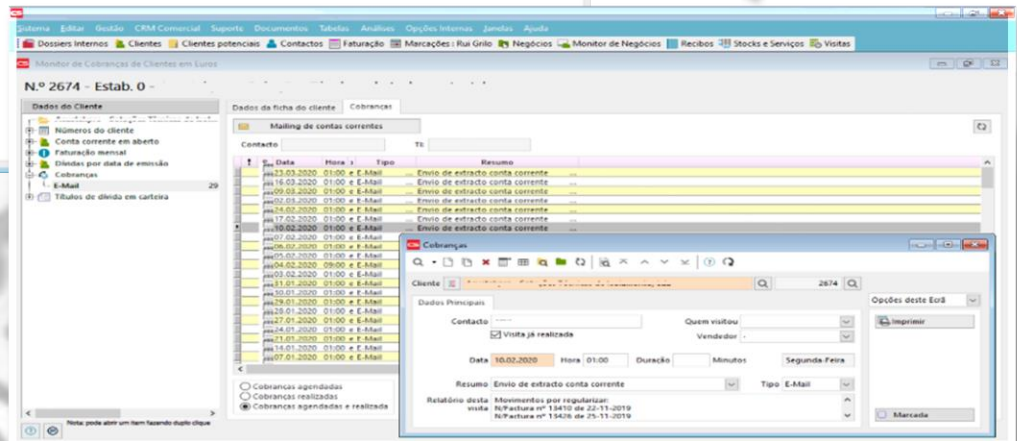 Sistema Editar Gestão CRM Comercial Suporte Documentos Tabelas Análises Opções Internas Janelas Ajuda
Dossiers Internos Clientes Clientes potenciais Contactos Faturação Marcações: Rui Grilo Negócios Monitor de Negócios Recibos Stocks e Serviços Visitas
Monitor de Cobranças de Clientes em Euros
N.º 2674 - Estab. 0 -
Dados do Cliente
Números do cliente
Conta corrente em aberto
Faturação mensal
Dívidas por data de emissão
Cobranças
E-Mail 29
Títulos de dívida em carteira
Dados da ficha do cliente Cobranças
Mailing de contas correntes
Contacto Tlf.
! Data Hora Tipo Resumo
23.03.2020 01:00 e E-Mail ... Envio de extracto conta corrente ...
16.03.2020 01:00 e E-Mail ... Envio de extracto conta corrente ...
09.03.2020 01:00 e E-Mail ... Envio de extracto conta corrente ...
02.03.2020 01:00 e E-Mail ... Envio de extracto conta corrente ...
24.02.2020 01:00 e E-Mail ... Envio de extracto conta corrente ...
17.02.2020 01:00 e E-Mail ... Envio de extracto conta corrente ...
10.02.2020 01:00 e E-Mail ... Envio de extracto conta corrente ...
07.02.2020 01:00 e E-Mail
06.02.2020 01:00 e E-Mail
05.02.2020 01:00 e E-Mail
04.02.2020 09:00 e E-Mail
03.02.2020 01:00 e E-Mail
31.01.2020 01:00 e E-Mail
30.01.2020 01:00 e E-Mail
29.01.2020 01:00 e E-Mail
28.01.2020 01:00 e E-Mail
27.01.2020 01:00 e E-Mail
24.01.2020 01:00 e E-Mail
21.01.2020 01:00 e E-Mail
14.01.2020 01:00 e E-Mail
07.01.2020 01:00 e E-Mail
Cobranças agendadas
Cobranças realizadas
Cobranças agendadas e realizada
Nota: pode abrir um item fazendo duplo clique
Cobranças
Cliente 2674
Dados Principais
Opções deste Ecrã
Contacto Quem visitou
Visita já realizada Vendedor
Data 10.02.2020 Hora 01:00 Duração Minutos Segunda-Feira
Resumo Envio de extracto conta corrente Tipo E-Mail
Relatório desta visita
Movimentos por regularizar:
N/Factura nº 13410 de 22-11-2019
N/Factura nº 13426 de 25-11-2019
Imprimir
Marcada